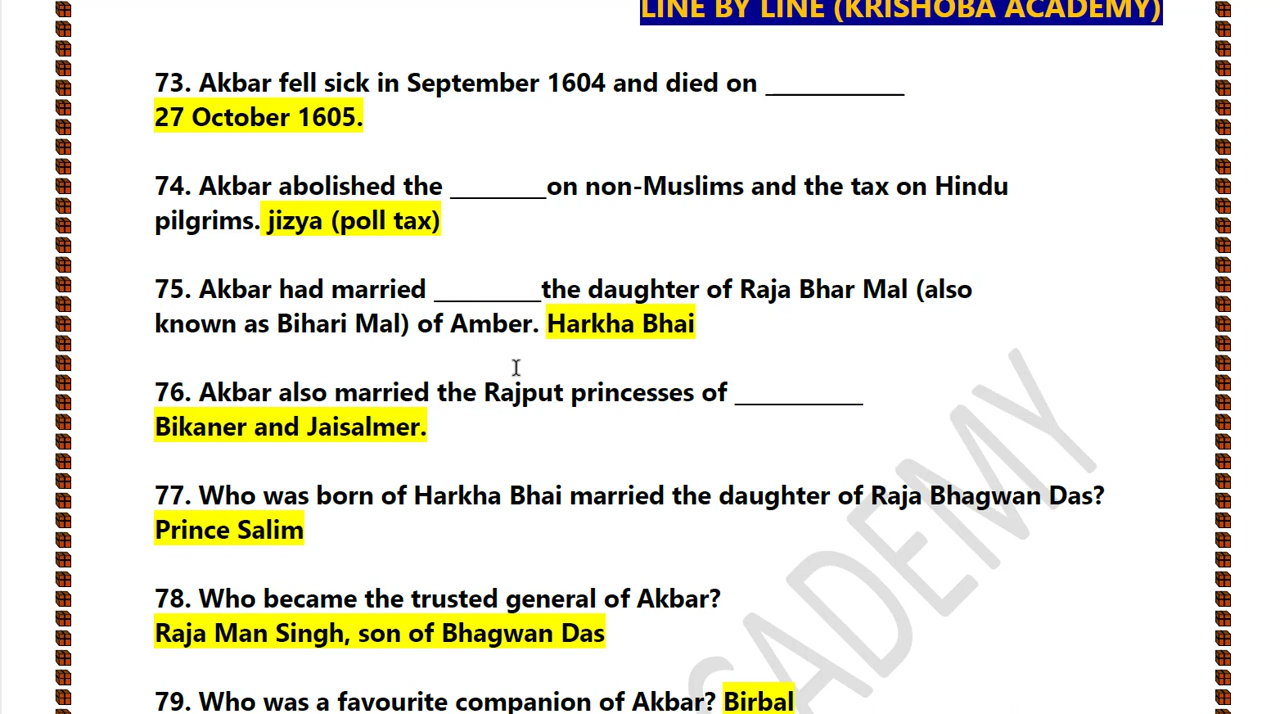 LINE BY LINE (KRISHOBA ACADEMY)
73. Akbar fell sick in September 1604 and died on ____________
27 October 1605.
74. Akbar abolished the _________on non-Muslims and the tax on Hindu
pilgrims. jizya (poll tax)
75. Akbar had married __________the daughter of Raja Bhar Mal (also
known as Bihari Mal) of Amber. Harkha Bhai
76. Akbar also married the Rajput princesses of ____________
Bikaner and Jaisalmer.
77. Who was born of Harkha Bhai married the daughter of Raja Bhagwan Das?
Prince Salim
78. Who became the trusted general of Akbar?
Raja Man Singh, son of Bhagwan Das
79. Who was a favourite companion of Akbar? Birbal
CADEMY